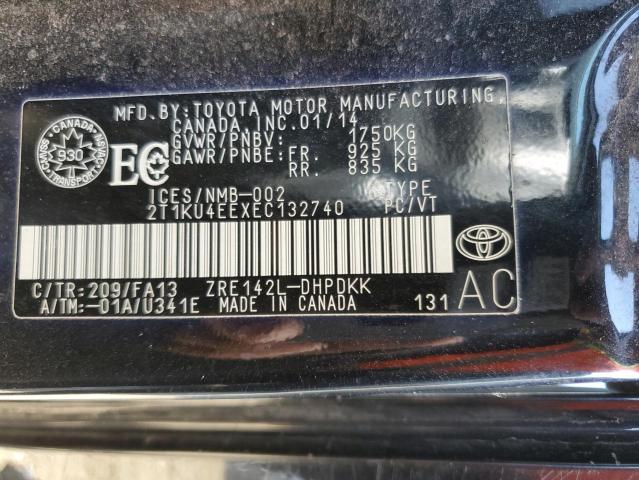 MFD.BY:TOYOTA MOTOR MANUFACTURING,
CANADA, INC. 01/14
GVWR/PNBV: 1750KG
GAWR/PNBE: FR. 925 KG
RR. 835 KG
CANADA
930
TRANSPORT
EC
ICES/NMB-002 V.TYPE
2T1KU4EEXEC132740 PC/VT
C/TR:209/FA13 ZRE142L-DHPDKK
A/TM:-01A/U341E MADE IN CANADA 131 AC